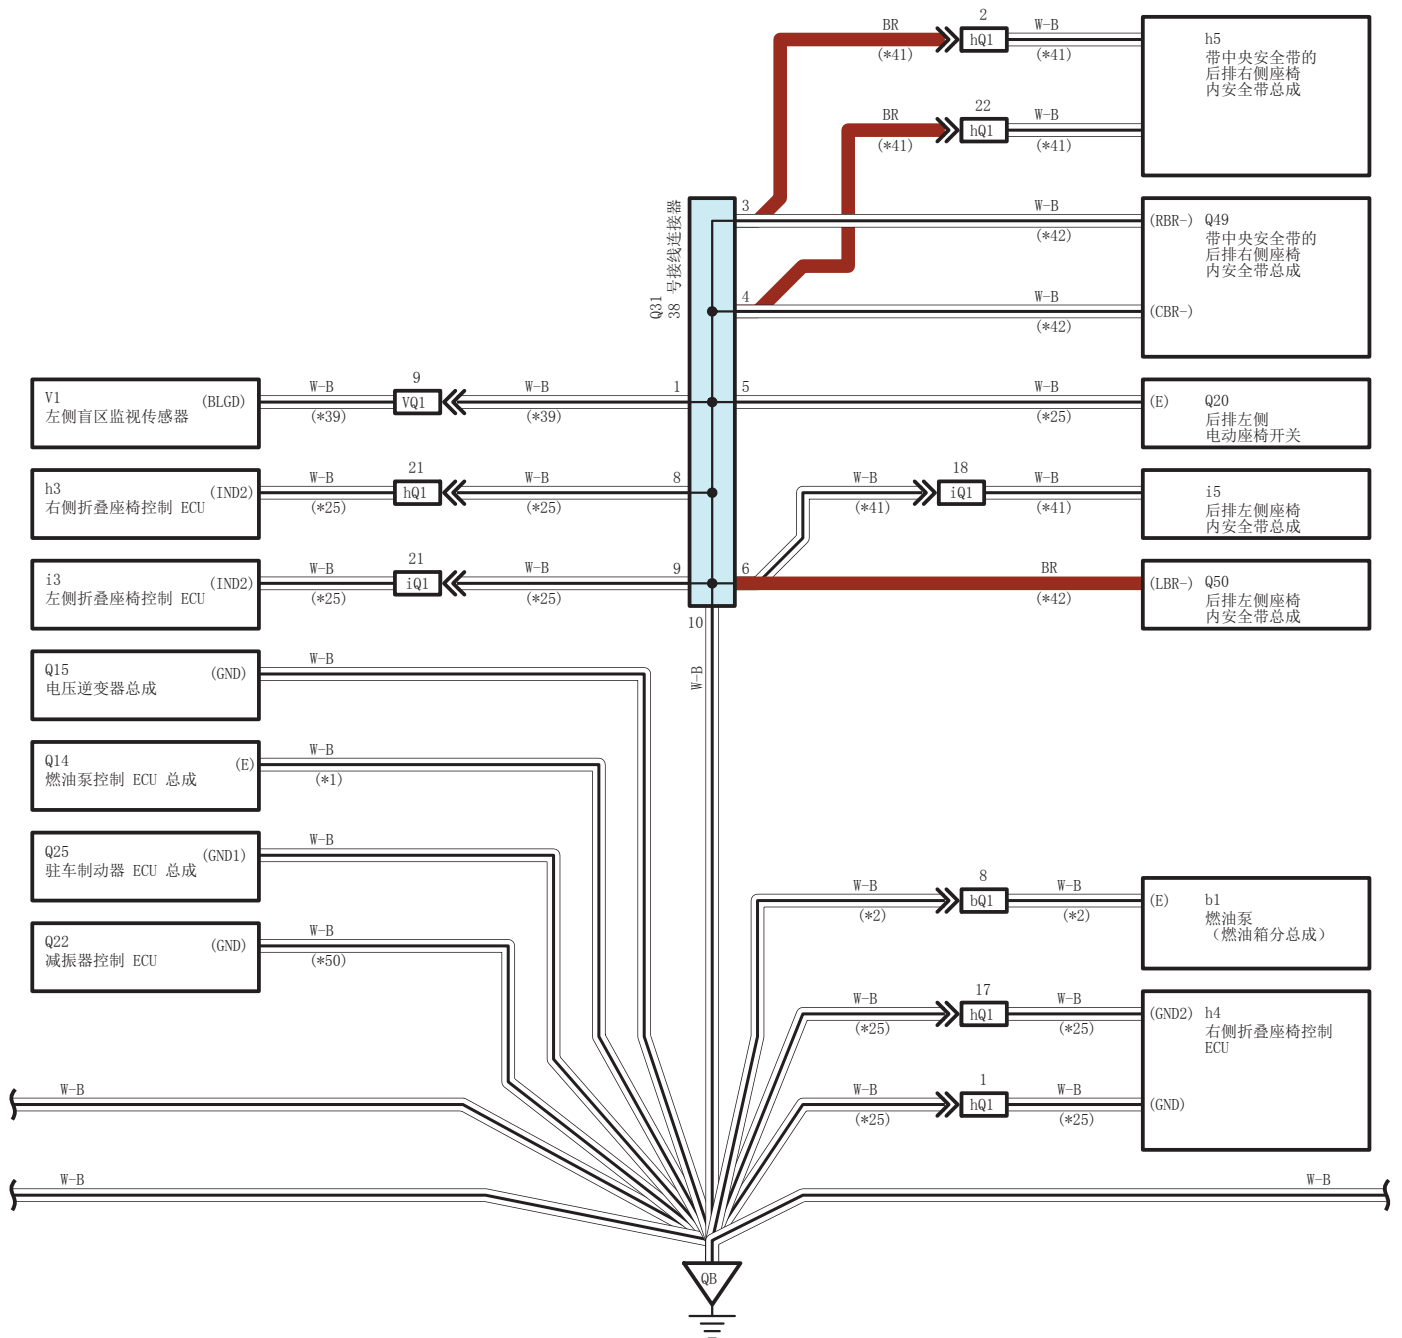 BR
(*41)
2
hQ1
W-B
(*41)
h5
带中央安全带的
后排右侧座椅
内安全带总成
BR
(*41)
22
hQ1
W-B
(*41)
Q31
38 号接线连接器
3
W-B
(*42)
(RBR-)
Q49
带中央安全带的
后排右侧座椅
内安全带总成
4
W-B
(*42)
(CBR-)
V1
左侧盲区监视传感器
(BLGD)
W-B
(*39)
9
VQ1
W-B
(*39)
1
5
W-B
(*25)
(E)
Q20
后排左侧
电动座椅开关
h3
右侧折叠座椅控制 ECU
(IND2)
W-B
(*25)
21
hQ1
W-B
(*25)
8
W-B
(*41)
18
iQ1
W-B
(*41)
i5
后排左侧座椅
内安全带总成
i3
左侧折叠座椅控制 ECU
(IND2)
W-B
(*25)
21
iQ1
W-B
(*25)
9
6
BR
(*42)
(LBR-)
Q50
后排左侧座椅
内安全带总成
10
W-B
Q15
电压逆变器总成
(GND)
W-B
Q14
燃油泵控制 ECU 总成
(E)
W-B
(*1)
Q25
驻车制动器 ECU 总成
(GND1)
W-B
Q22
减振器控制 ECU
(GND)
W-B
(*50)
W-B
(*2)
8
bQ1
W-B
(*2)
(E)
b1
燃油泵
（燃油箱分总成）
W-B
(*25)
17
hQ1
W-B
(*25)
(GND2)
h4
右侧折叠座椅控制
ECU
W-B
W-B
(*25)
1
hQ1
W-B
(*25)
(GND)
W-B
W-B
QB